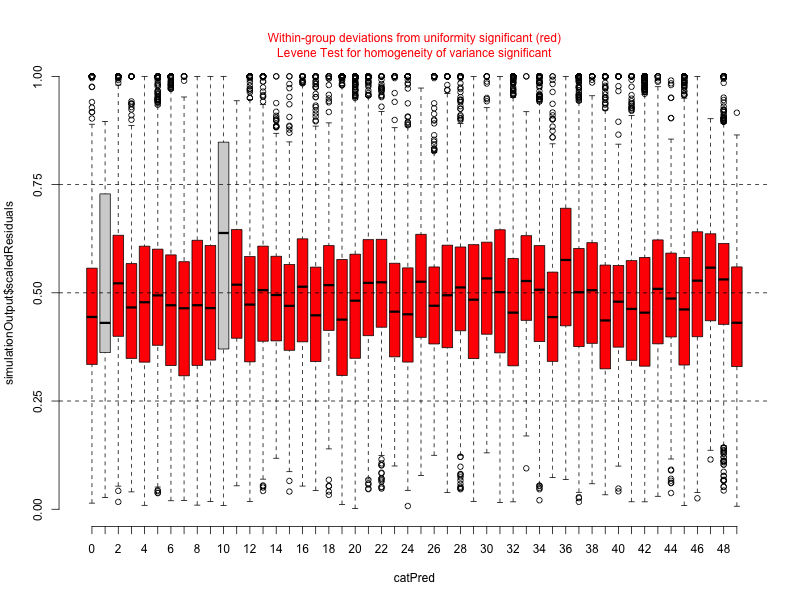 Within-group deviations from uniformity significant (red)
Levene Test for homogeneity of variance significant
simulationOutput$scaledResiduals
1.00
0.75
0.50
0.25
0.00
0 2 4 6 8 10 12 14 16 18 20 22 24 26 28 30 32 34 36 38 40 42 44 46 48
catPred